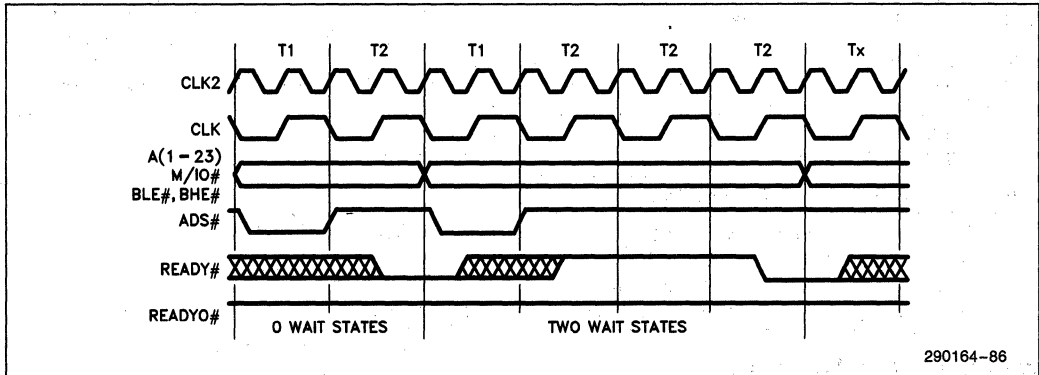 T1 T2 T1 T2 T2 T2 Tx
CLK2
CLK
A(1-23)
M/IO#
BLE#, BHE#
ADS#
READY#
READYO#
0 WAIT STATES TWO WAIT STATES
290164-86